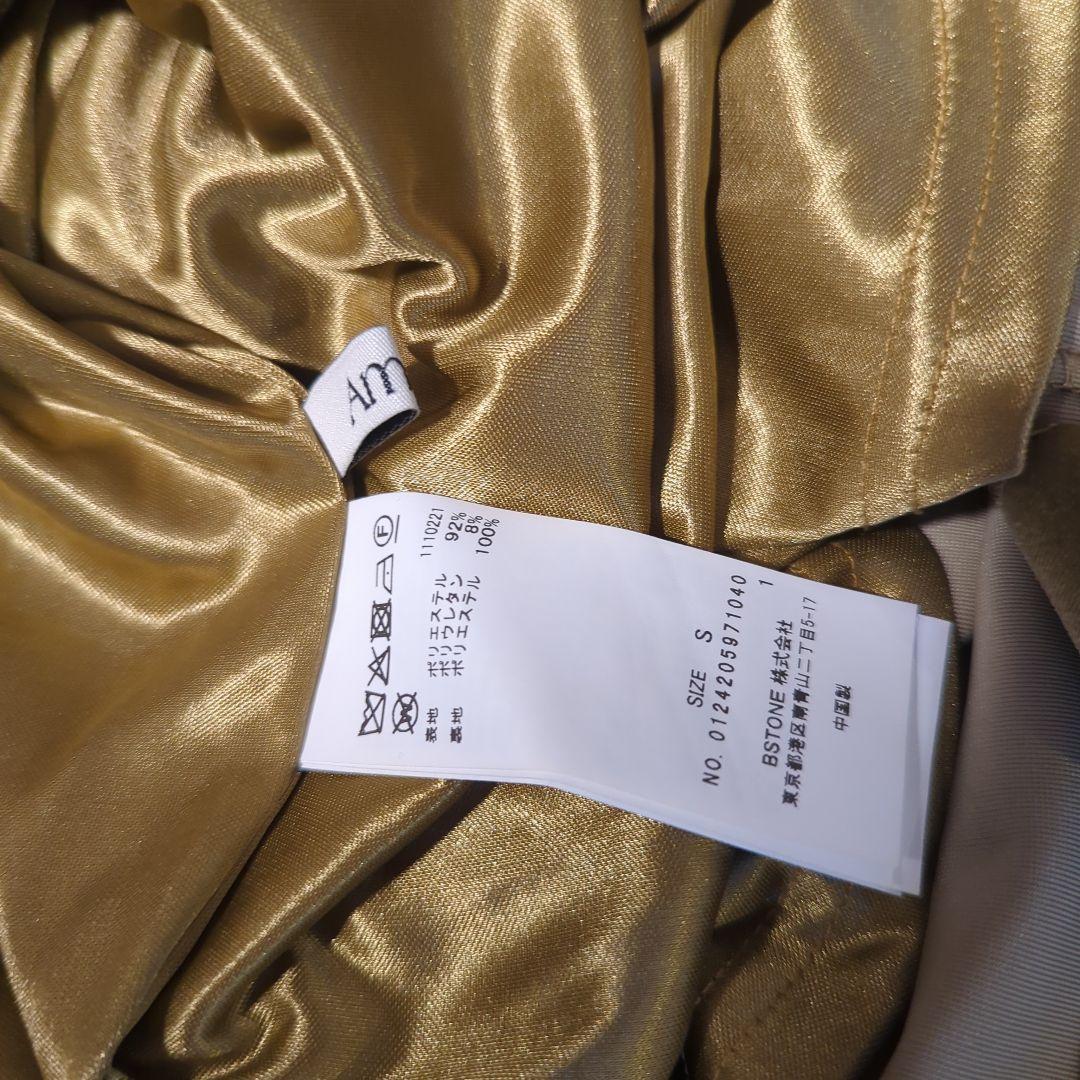 Am
Ⓕ
1110221
表地 ポリエステル 92%
ポリウレタン 8%
裏地 ポリエステル 100%
SIZE S
NO. 0124205971040 1
BSTONE 株式会社
東京都港区南青山二丁目5-17
中国製